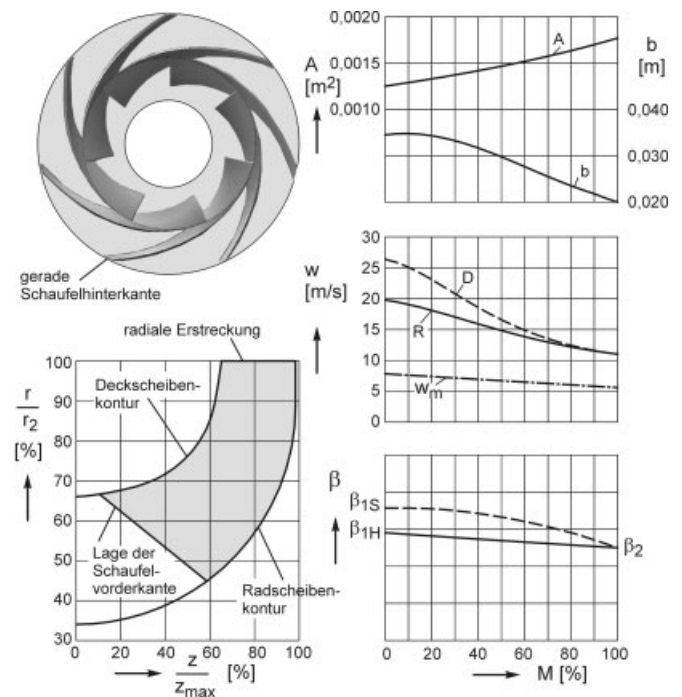 gerade
Schaufelhinterkante
A
[m²]
0,0020
0,0015
0,0010
A
b
b
[m]
0,040
0,030
0,020
w
[m/s]
30
25
20
15
10
5
0
D
R
wm
radiale Erstreckung
r
r2
[%]
100
90
80
70
60
50
40
30
Deckscheiben-
kontur
Lage der
Schaufel-
vorderkante
Radscheiben-
kontur
0 20 40 60 80 100
z
zmax
[%]
β
β1S
β1H
β2
0 20 40 60 80 100
M [%]